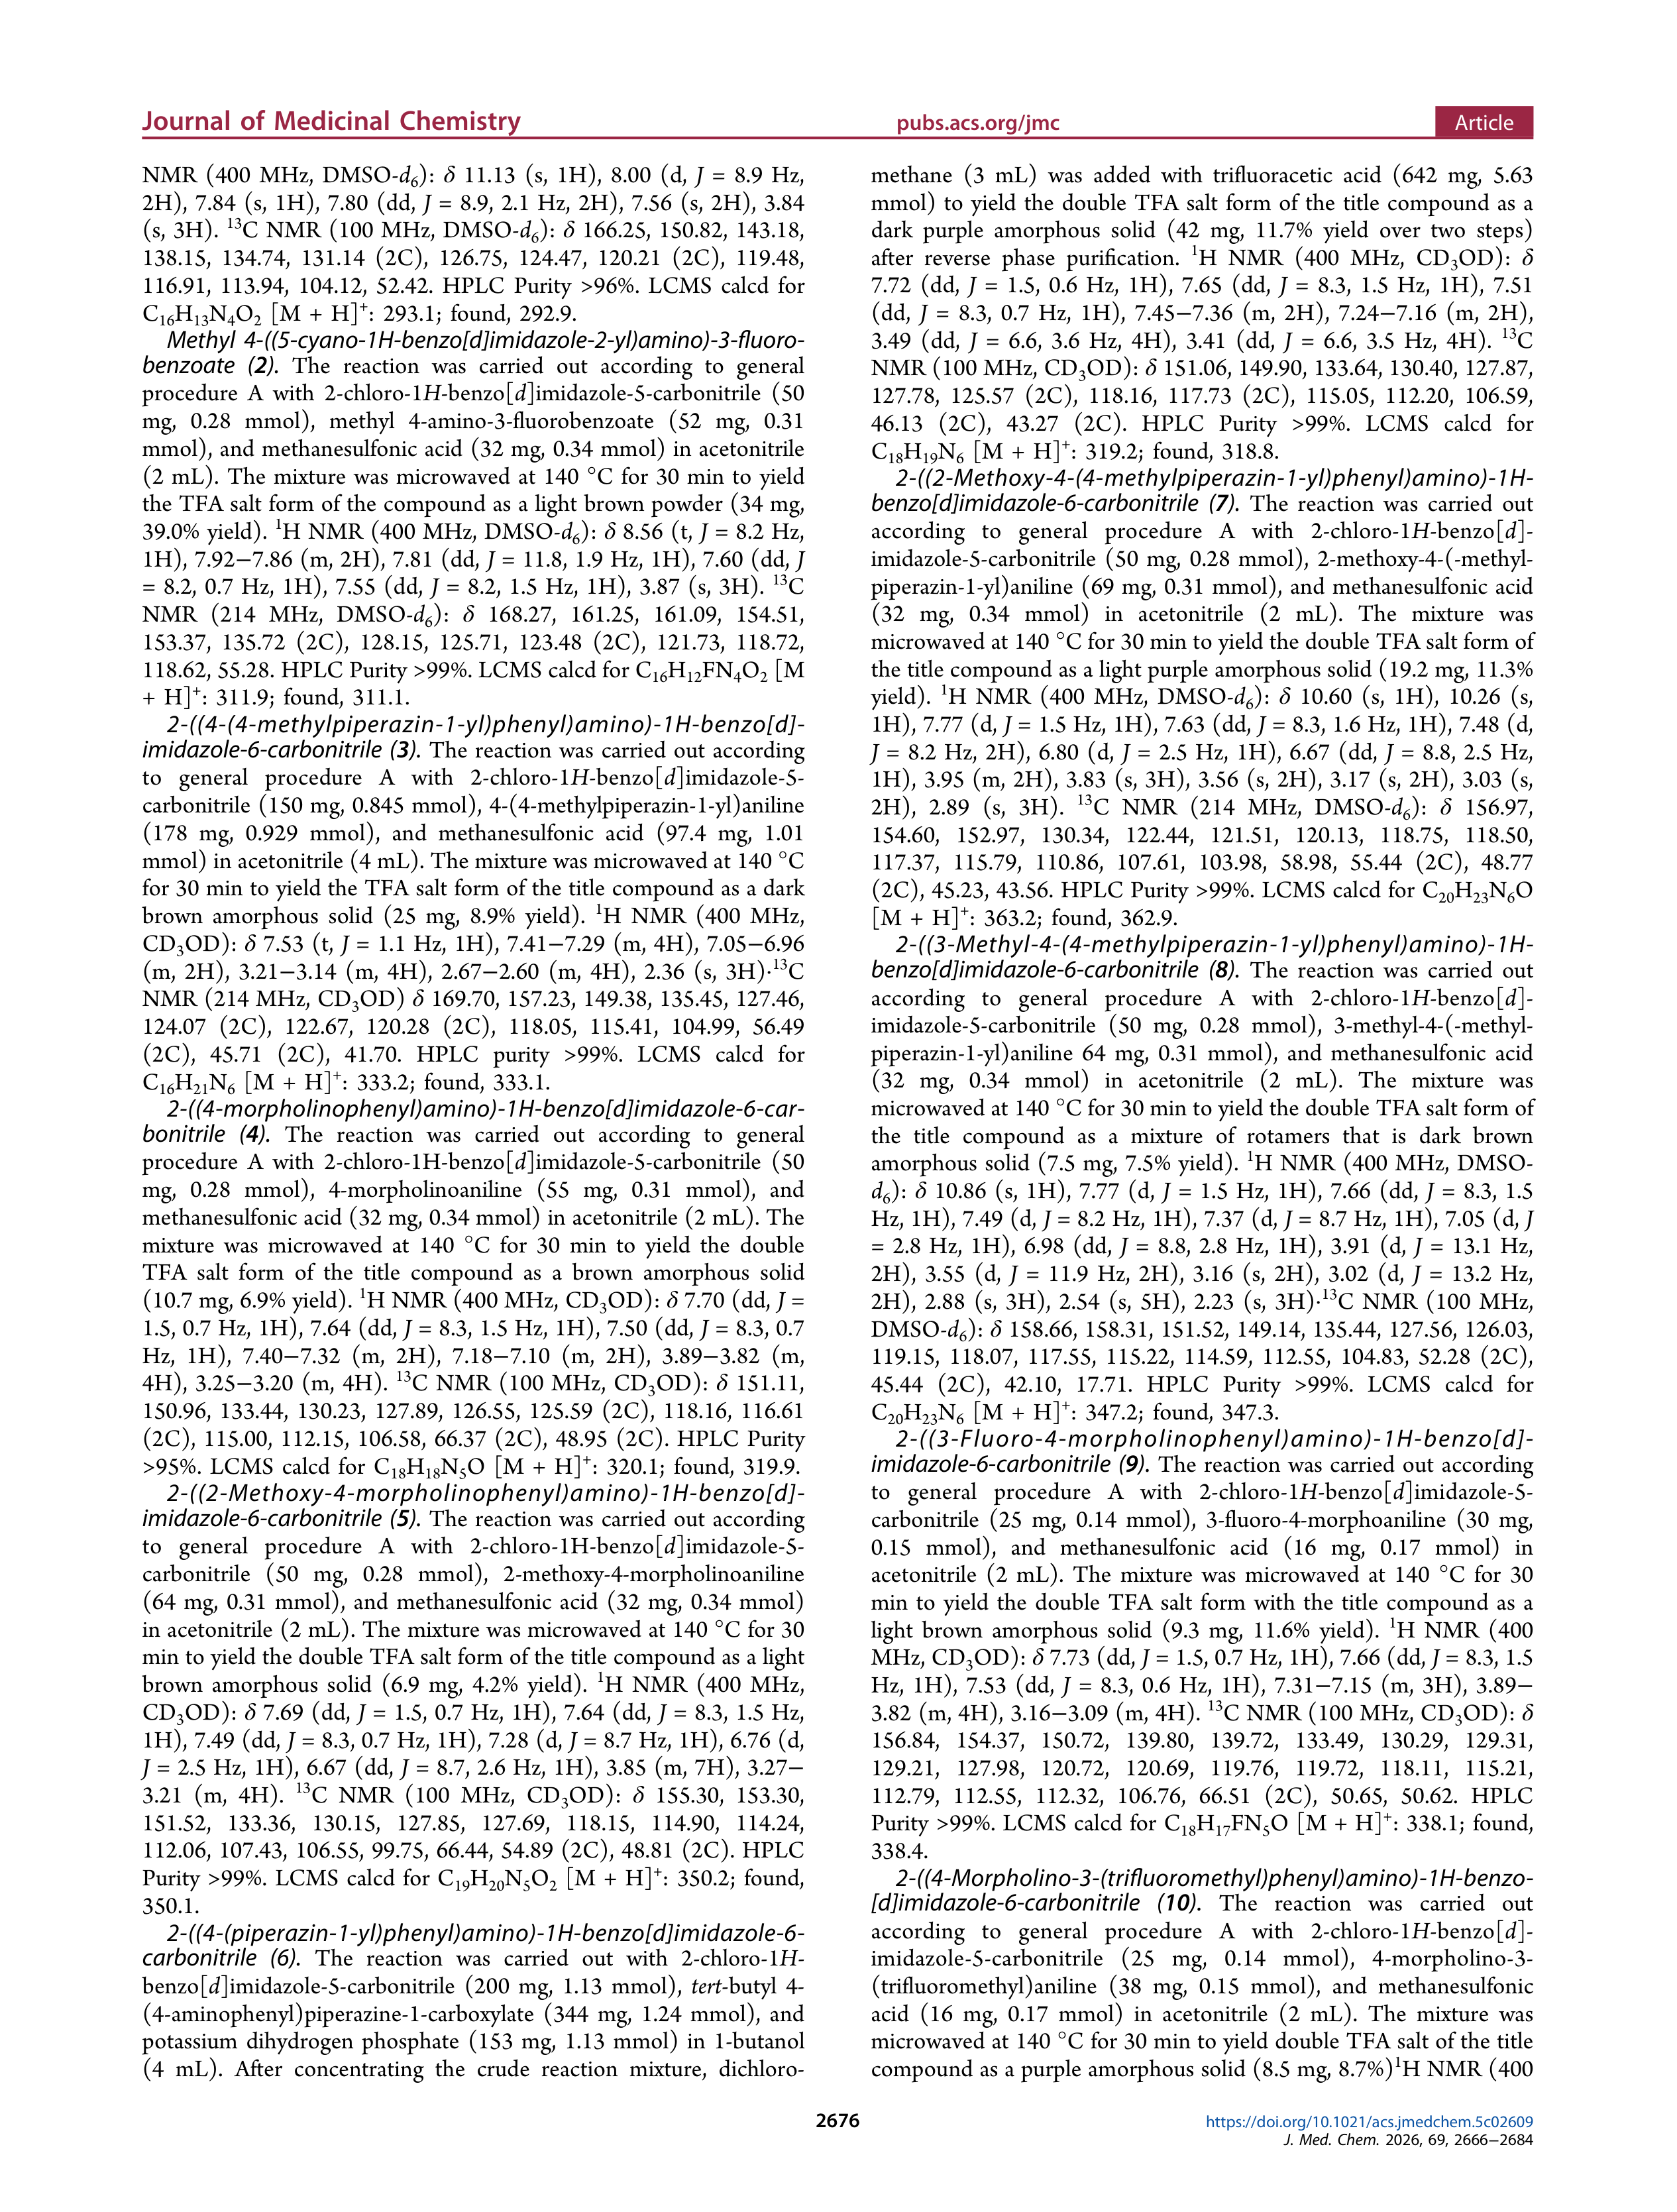 Journal of Medicinal Chemistry
pubs.acs.org/jmc
Article
NMR (400 MHz, DMSO-d₆): δ 11.13 (s, 1H), 8.00 (d, J = 8.9 Hz,
2H), 7.84 (s, 1H), 7.80 (dd, J = 8.9, 2.1 Hz, 2H), 7.56 (s, 2H), 3.84
(s, 3H). ¹³C NMR (100 MHz, DMSO-d₆): δ 166.25, 150.82, 143.18,
138.15, 134.74, 131.14 (2C), 126.75, 124.47, 120.21 (2C), 119.48,
116.91, 113.94, 104.12, 52.42. HPLC Purity >96%. LCMS calcd for
C₁₆H₁₃N₄O₂ [M + H]⁺: 293.1; found, 292.9.
Methyl 4-((5-cyano-1H-benzo[d]imidazole-2-yl)amino)-3-fluoro-
benzoate (2). The reaction was carried out according to general
procedure A with 2-chloro-1H-benzo[d]imidazole-5-carbonitrile (50
mg, 0.28 mmol), methyl 4-amino-3-fluorobenzoate (52 mg, 0.31
mmol), and methanesulfonic acid (32 mg, 0.34 mmol) in acetonitrile
(2 mL). The mixture was microwaved at 140 °C for 30 min to yield
the TFA salt form of the compound as a light brown powder (34 mg,
39.0% yield). ¹H NMR (400 MHz, DMSO-d₆): δ 8.56 (t, J = 8.2 Hz,
1H), 7.92−7.86 (m, 2H), 7.81 (dd, J = 11.8, 1.9 Hz, 1H), 7.60 (dd, J
= 8.2, 0.7 Hz, 1H), 7.55 (dd, J = 8.2, 1.5 Hz, 1H), 3.87 (s, 3H). ¹³C
NMR (214 MHz, DMSO-d₆): δ 168.27, 161.25, 161.09, 154.51,
153.37, 135.72 (2C), 128.15, 125.71, 123.48 (2C), 121.73, 118.72,
118.62, 55.28. HPLC Purity >99%. LCMS calcd for C₁₆H₁₂FN₄O₂ [M
+ H]⁺: 311.9; found, 311.1.
2-((4-(4-methylpiperazin-1-yl)phenyl)amino)-1H-benzo[d]-
imidazole-6-carbonitrile (3). The reaction was carried out according
to general procedure A with 2-chloro-1H-benzo[d]imidazole-5-
carbonitrile (150 mg, 0.845 mmol), 4-(4-methylpiperazin-1-yl)aniline
(178 mg, 0.929 mmol), and methanesulfonic acid (97.4 mg, 1.01
mmol) in acetonitrile (4 mL). The mixture was microwaved at 140 °C
for 30 min to yield the TFA salt form of the title compound as a dark
brown amorphous solid (25 mg, 8.9% yield). ¹H NMR (400 MHz,
CD₃OD): δ 7.53 (t, J = 1.1 Hz, 1H), 7.41−7.29 (m, 4H), 7.05−6.96
(m, 2H), 3.21−3.14 (m, 4H), 2.67−2.60 (m, 4H), 2.36 (s, 3H)·¹³C
NMR (214 MHz, CD₃OD) δ 169.70, 157.23, 149.38, 135.45, 127.46,
124.07 (2C), 122.67, 120.28 (2C), 118.05, 115.41, 104.99, 56.49
(2C), 45.71 (2C), 41.70. HPLC purity >99%. LCMS calcd for
C₁₆H₂₁N₆ [M + H]⁺: 333.2; found, 333.1.
2-((4-morpholinophenyl)amino)-1H-benzo[d]imidazole-6-car-
bonitrile (4). The reaction was carried out according to general
procedure A with 2-chloro-1H-benzo[d]imidazole-5-carbonitrile (50
mg, 0.28 mmol), 4-morpholinoaniline (55 mg, 0.31 mmol), and
methanesulfonic acid (32 mg, 0.34 mmol) in acetonitrile (2 mL). The
mixture was microwaved at 140 °C for 30 min to yield the double
TFA salt form of the title compound as a brown amorphous solid
(10.7 mg, 6.9% yield). ¹H NMR (400 MHz, CD₃OD): δ 7.70 (dd, J =
1.5, 0.7 Hz, 1H), 7.64 (dd, J = 8.3, 1.5 Hz, 1H), 7.50 (dd, J = 8.3, 0.7
Hz, 1H), 7.40−7.32 (m, 2H), 7.18−7.10 (m, 2H), 3.89−3.82 (m,
4H), 3.25−3.20 (m, 4H). ¹³C NMR (100 MHz, CD₃OD): δ 151.11,
150.96, 133.44, 130.23, 127.89, 126.55, 125.59 (2C), 118.16, 116.61
(2C), 115.00, 112.15, 106.58, 66.37 (2C), 48.95 (2C). HPLC Purity
>95%. LCMS calcd for C₁₈H₁₈N₅O [M + H]⁺: 320.1; found, 319.9.
2-((2-Methoxy-4-morpholinophenyl)amino)-1H-benzo[d]-
imidazole-6-carbonitrile (5). The reaction was carried out according
to general procedure A with 2-chloro-1H-benzo[d]imidazole-5-
carbonitrile (50 mg, 0.28 mmol), 2-methoxy-4-morpholinoaniline
(64 mg, 0.31 mmol), and methanesulfonic acid (32 mg, 0.34 mmol)
in acetonitrile (2 mL). The mixture was microwaved at 140 °C for 30
min to yield the double TFA salt form of the title compound as a light
brown amorphous solid (6.9 mg, 4.2% yield). ¹H NMR (400 MHz,
CD₃OD): δ 7.69 (dd, J = 1.5, 0.7 Hz, 1H), 7.64 (dd, J = 8.3, 1.5 Hz,
1H), 7.49 (dd, J = 8.3, 0.7 Hz, 1H), 7.28 (d, J = 8.7 Hz, 1H), 6.76 (d,
J = 2.5 Hz, 1H), 6.67 (dd, J = 8.7, 2.6 Hz, 1H), 3.85 (m, 7H), 3.27−
3.21 (m, 4H). ¹³C NMR (100 MHz, CD₃OD): δ 155.30, 153.30,
151.52, 133.36, 130.15, 127.85, 127.69, 118.15, 114.90, 114.24,
112.06, 107.43, 106.55, 99.75, 66.44, 54.89 (2C), 48.81 (2C). HPLC
Purity >99%. LCMS calcd for C₁₉H₂₀N₅O₂ [M + H]⁺: 350.2; found,
350.1.
2-((4-(piperazin-1-yl)phenyl)amino)-1H-benzo[d]imidazole-6-
carbonitrile (6). The reaction was carried out with 2-chloro-1H-
benzo[d]imidazole-5-carbonitrile (200 mg, 1.13 mmol), tert-butyl 4-
(4-aminophenyl)piperazine-1-carboxylate (344 mg, 1.24 mmol), and
potassium dihydrogen phosphate (153 mg, 1.13 mmol) in 1-butanol
(4 mL). After concentrating the crude reaction mixture, dichloro-
methane (3 mL) was added with trifluoracetic acid (642 mg, 5.63
mmol) to yield the double TFA salt form of the title compound as a
dark purple amorphous solid (42 mg, 11.7% yield over two steps)
after reverse phase purification. ¹H NMR (400 MHz, CD₃OD): δ
7.72 (dd, J = 1.5, 0.6 Hz, 1H), 7.65 (dd, J = 8.3, 1.5 Hz, 1H), 7.51
(dd, J = 8.3, 0.7 Hz, 1H), 7.45−7.36 (m, 2H), 7.24−7.16 (m, 2H),
3.49 (dd, J = 6.6, 3.6 Hz, 4H), 3.41 (dd, J = 6.6, 3.5 Hz, 4H). ¹³C
NMR (100 MHz, CD₃OD): δ 151.06, 149.90, 133.64, 130.40, 127.87,
127.78, 125.57 (2C), 118.16, 117.73 (2C), 115.05, 112.20, 106.59,
46.13 (2C), 43.27 (2C). HPLC Purity >99%. LCMS calcd for
C₁₈H₁₉N₆ [M + H]⁺: 319.2; found, 318.8.
2-((2-Methoxy-4-(4-methylpiperazin-1-yl)phenyl)amino)-1H-
benzo[d]imidazole-6-carbonitrile (7). The reaction was carried out
according to general procedure A with 2-chloro-1H-benzo[d]-
imidazole-5-carbonitrile (50 mg, 0.28 mmol), 2-methoxy-4-(-methyl-
piperazin-1-yl)aniline (69 mg, 0.31 mmol), and methanesulfonic acid
(32 mg, 0.34 mmol) in acetonitrile (2 mL). The mixture was
microwaved at 140 °C for 30 min to yield the double TFA salt form of
the title compound as a light purple amorphous solid (19.2 mg, 11.3%
yield). ¹H NMR (400 MHz, DMSO-d₆): δ 10.60 (s, 1H), 10.26 (s,
1H), 7.77 (d, J = 1.5 Hz, 1H), 7.63 (dd, J = 8.3, 1.6 Hz, 1H), 7.48 (d,
J = 8.2 Hz, 2H), 6.80 (d, J = 2.5 Hz, 1H), 6.67 (dd, J = 8.8, 2.5 Hz,
1H), 3.95 (m, 2H), 3.83 (s, 3H), 3.56 (s, 2H), 3.17 (s, 2H), 3.03 (s,
2H), 2.89 (s, 3H). ¹³C NMR (214 MHz, DMSO-d₆): δ 156.97,
154.60, 152.97, 130.34, 122.44, 121.51, 120.13, 118.75, 118.50,
117.37, 115.79, 110.86, 107.61, 103.98, 58.98, 55.44 (2C), 48.77
(2C), 45.23, 43.56. HPLC Purity >99%. LCMS calcd for C₂₀H₂₃N₆O
[M + H]⁺: 363.2; found, 362.9.
2-((3-Methyl-4-(4-methylpiperazin-1-yl)phenyl)amino)-1H-
benzo[d]imidazole-6-carbonitrile (8). The reaction was carried out
according to general procedure A with 2-chloro-1H-benzo[d]-
imidazole-5-carbonitrile (50 mg, 0.28 mmol), 3-methyl-4-(-methyl-
piperazin-1-yl)aniline 64 mg, 0.31 mmol), and methanesulfonic acid
(32 mg, 0.34 mmol) in acetonitrile (2 mL). The mixture was
microwaved at 140 °C for 30 min to yield the double TFA salt form of
the title compound as a mixture of rotamers that is dark brown
amorphous solid (7.5 mg, 7.5% yield). ¹H NMR (400 MHz, DMSO-
d₆): δ 10.86 (s, 1H), 7.77 (d, J = 1.5 Hz, 1H), 7.66 (dd, J = 8.3, 1.5
Hz, 1H), 7.49 (d, J = 8.2 Hz, 1H), 7.37 (d, J = 8.7 Hz, 1H), 7.05 (d, J
= 2.8 Hz, 1H), 6.98 (dd, J = 8.8, 2.8 Hz, 1H), 3.91 (d, J = 13.1 Hz,
2H), 3.55 (d, J = 11.9 Hz, 2H), 3.16 (s, 2H), 3.02 (d, J = 13.2 Hz,
2H), 2.88 (s, 3H), 2.54 (s, 5H), 2.23 (s, 3H)·¹³C NMR (100 MHz,
DMSO-d₆): δ 158.66, 158.31, 151.52, 149.14, 135.44, 127.56, 126.03,
119.15, 118.07, 117.55, 115.22, 114.59, 112.55, 104.83, 52.28 (2C),
45.44 (2C), 42.10, 17.71. HPLC Purity >99%. LCMS calcd for
C₂₀H₂₃N₆ [M + H]⁺: 347.2; found, 347.3.
2-((3-Fluoro-4-morpholinophenyl)amino)-1H-benzo[d]-
imidazole-6-carbonitrile (9). The reaction was carried out according
to general procedure A with 2-chloro-1H-benzo[d]imidazole-5-
carbonitrile (25 mg, 0.14 mmol), 3-fluoro-4-morphoaniline (30 mg,
0.15 mmol), and methanesulfonic acid (16 mg, 0.17 mmol) in
acetonitrile (2 mL). The mixture was microwaved at 140 °C for 30
min to yield the double TFA salt form with the title compound as a
light brown amorphous solid (9.3 mg, 11.6% yield). ¹H NMR (400
MHz, CD₃OD): δ 7.73 (dd, J = 1.5, 0.7 Hz, 1H), 7.66 (dd, J = 8.3, 1.5
Hz, 1H), 7.53 (dd, J = 8.3, 0.6 Hz, 1H), 7.31−7.15 (m, 3H), 3.89−
3.82 (m, 4H), 3.16−3.09 (m, 4H). ¹³C NMR (100 MHz, CD₃OD): δ
156.84, 154.37, 150.72, 139.80, 139.72, 133.49, 130.29, 129.31,
129.21, 127.98, 120.72, 120.69, 119.76, 119.72, 118.11, 115.21,
112.79, 112.55, 112.32, 106.76, 66.51 (2C), 50.65, 50.62. HPLC
Purity >99%. LCMS calcd for C₁₈H₁₇FN₅O [M + H]⁺: 338.1; found,
338.4.
2-((4-Morpholino-3-(trifluoromethyl)phenyl)amino)-1H-benzo-
[d]imidazole-6-carbonitrile (10). The reaction was carried out
according to general procedure A with 2-chloro-1H-benzo[d]-
imidazole-5-carbonitrile (25 mg, 0.14 mmol), 4-morpholino-3-
(trifluoromethyl)aniline (38 mg, 0.15 mmol), and methanesulfonic
acid (16 mg, 0.17 mmol) in acetonitrile (2 mL). The mixture was
microwaved at 140 °C for 30 min to yield double TFA salt of the title
compound as a purple amorphous solid (8.5 mg, 8.7%)¹H NMR (400
2676
https://doi.org/10.1021/acs.jmedchem.5c02609
J. Med. Chem. 2026, 69, 2666−2684